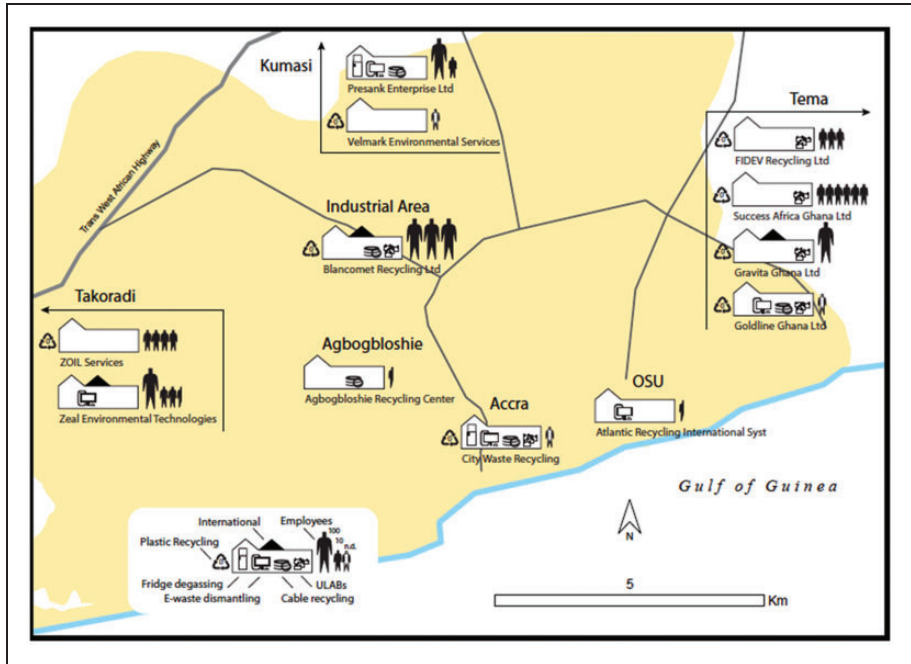 Kumasi
Presank Enterprise Ltd
Velmark Environmental Services
Trans West African Highway
Tema
FIDEV Recycling Ltd
Success Africa Ghana Ltd
Gravita Ghana Ltd
Goldline Ghana Ltd
Industrial Area
Blancomet Recycling Ltd
Takoradi
ZOIL Services
Zeal Environmental Technologies
Agbogbloshie
Agbogbloshie Recycling Center
Accra
City Waste Recycling
OSU
Atlantic Recycling International Syst
Gulf of Guinea
N
5
Km
International
Employees
100
10
n.d.
Plastic Recycling
Fridge degassing
ULABs
E-waste dismantling
Cable recycling